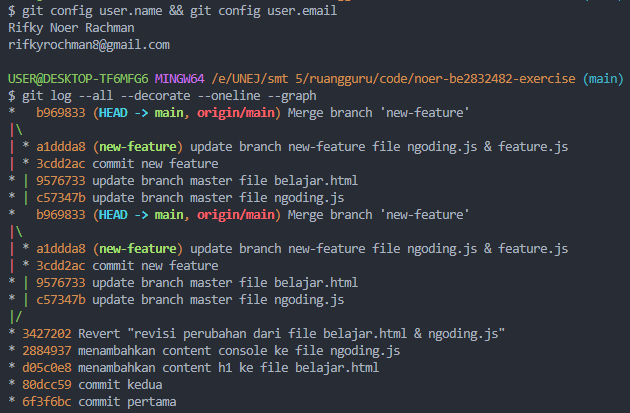 $ git config user.name && git config user.email
Rifky Noer Rachman
rifkyrochman8@gmail.com
USER@DESKTOP-TF6MFG6 MINGW64 /e/UNEJ/smt 5/ruangguru/code/noer-be2832482-exercise (main)
$ git log --all --decorate --oneline --graph
*   b969833 (HEAD -> main, origin/main) Merge branch 'new-feature'
|\
| * a1ddda8 (new-feature) update branch new-feature file ngoding.js & feature.js
| * 3cdd2ac commit new feature
* | 9576733 update branch master file belajar.html
* | c57347b update branch master file ngoding.js
*   b969833 (HEAD -> main, origin/main) Merge branch 'new-feature'
|\
| * a1ddda8 (new-feature) update branch new-feature file ngoding.js & feature.js
| * 3cdd2ac commit new feature
* | 9576733 update branch master file belajar.html
* | c57347b update branch master file ngoding.js
|/
* 3427202 Revert "revisi perubahan dari file belajar.html & ngoding.js"
* 2884937 menambahkan content console ke file ngoding.js
* d05c0e8 menambahkan content h1 ke file belajar.html
* 80dcc59 commit kedua
* 6f3f6bc commit pertama